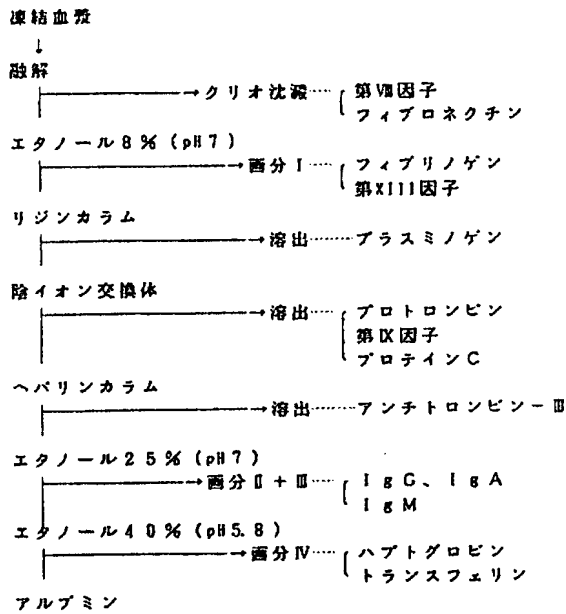 凍結血漿
↓
融解
→クリオ沈澱……第Ⅷ因子
フィブロネクチン
エタノール8%(pH7)
→画分Ⅰ……フィブリノゲン
第XIII因子
リジンカラム
→溶出……プラスミノゲン
陰イオン交換体
→溶出……プロトロンビン
第Ⅸ因子
プロテインC
ヘパリンカラム
→溶出……アンチトロンビン-Ⅲ
エタノール25%(pH7)
→画分Ⅱ+Ⅲ……IgG、IgA
IgM
エタノール40%(pH5.8)
→画分Ⅳ……ハプトグロビン
トランスフェリン
アルブミン